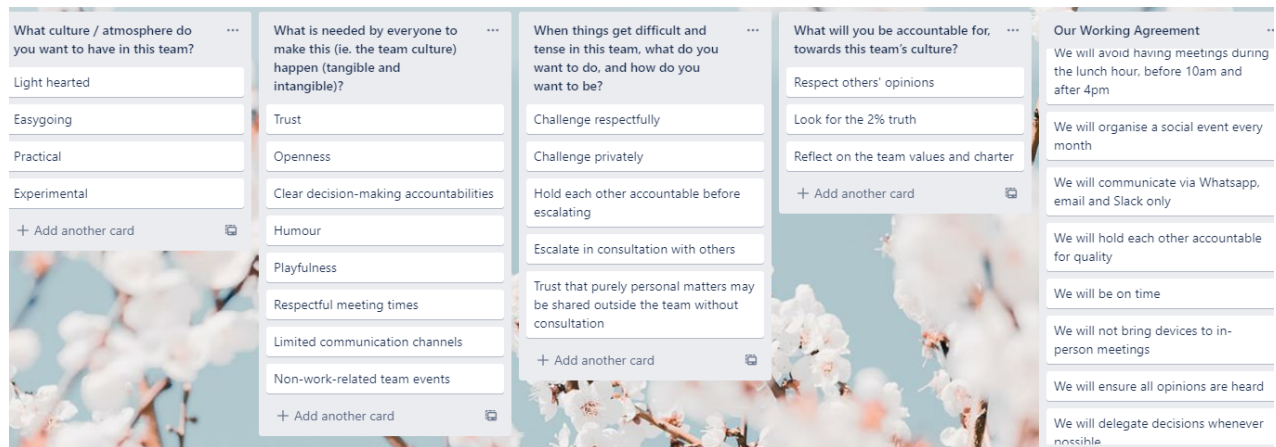 What culture / atmosphere do
you want to have in this team?
Light hearted
Easygoing
Practical
Experimental
+ Add another card
What is needed by everyone to
make this (ie. the team culture)
happen (tangible and
intangible)?
Trust
Openness
Clear decision-making accountabilities
Humour
Playfulness
Respectful meeting times
Limited communication channels
Non-work-related team events
+ Add another card
When things get difficult and
tense in this team, what do you
want to do, and how do you
want to be?
Challenge respectfully
Challenge privately
Hold each other accountable before
escalating
Escalate in consultation with others
Trust that purely personal matters may
be shared outside the team without
consultation
+ Add another card
What will you be accountable for,
towards this team's culture?
Respect others' opinions
Look for the 2% truth
Reflect on the team values and charter
+ Add another card
Our Working Agreement
We will avoid having meetings during
the lunch hour, before 10am and
after 4pm
We will organise a social event every
month
We will communicate via Whatsapp,
email and Slack only
We will hold each other accountable
for quality
We will be on time
We will not bring devices to in-
person meetings
We will ensure all opinions are heard
We will delegate decisions whenever
possible